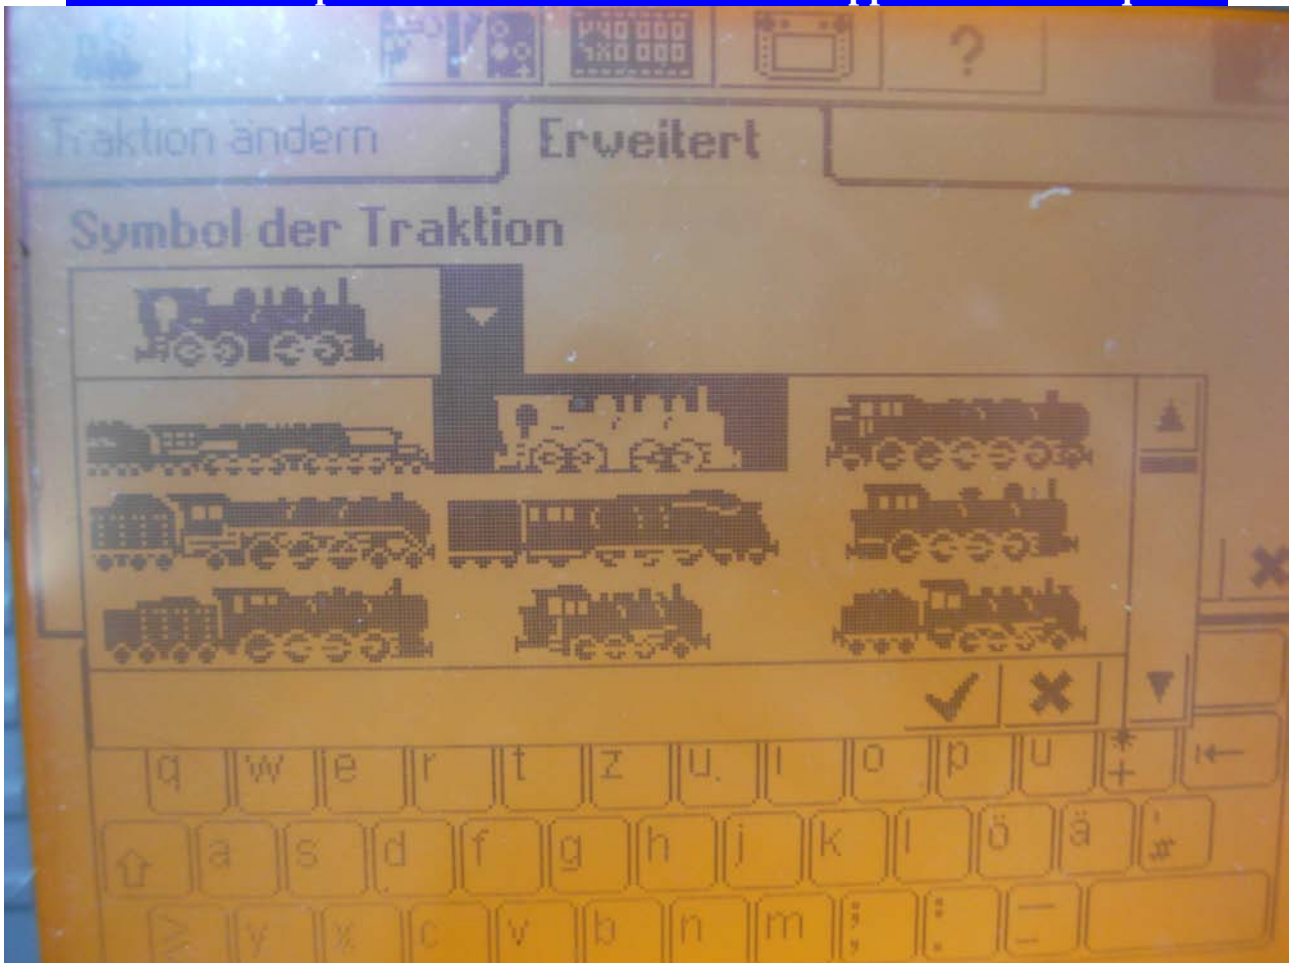 ?
Traktion ändern
Erweitert
Symbol der Traktion
q w e r t z u i o p ü * +
a s d f g h j k l ö ä ' #
y x c v b n m ; , : . _ -